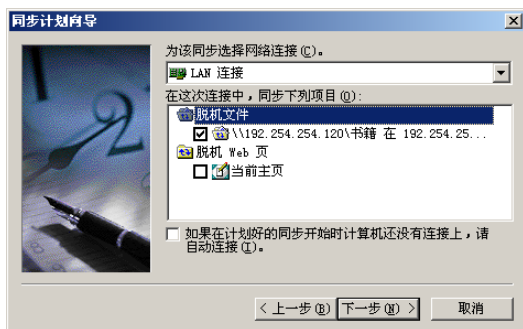 同步计划向导
为该同步选择网络连接(C)。
LAN 连接
在这次连接中，同步下列项目(O):
脱机文件
\\192.254.254.120\书籍 在 192.254.25...
脱机 Web 页
当前主页
如果在计划好的同步开始时计算机还没有连接上，请
自动连接(I)。
< 上一步(B)
下一步(N) >
取消